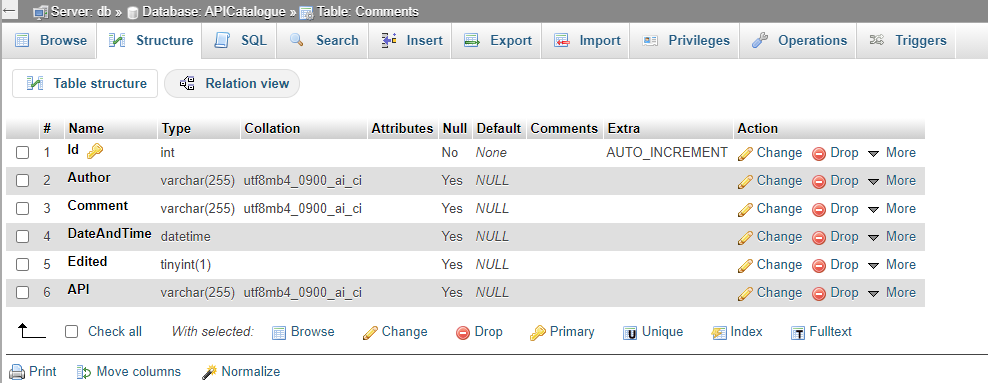 Server: db » Database: APICatalogue » Table: Comments
Browse Structure SQL Search Insert Export Import Privileges Operations Triggers
Table structure Relation view
# Name Type Collation Attributes Null Default Comments Extra Action
1 Id int No None AUTO_INCREMENT Change Drop More
2 Author varchar(255) utf8mb4_0900_ai_ci Yes NULL Change Drop More
3 Comment varchar(255) utf8mb4_0900_ai_ci Yes NULL Change Drop More
4 DateAndTime datetime Yes NULL Change Drop More
5 Edited tinyint(1) Yes NULL Change Drop More
6 API varchar(255) utf8mb4_0900_ai_ci Yes NULL Change Drop More
Check all With selected: Browse Change Drop Primary Unique Index Fulltext
Print Move columns Normalize